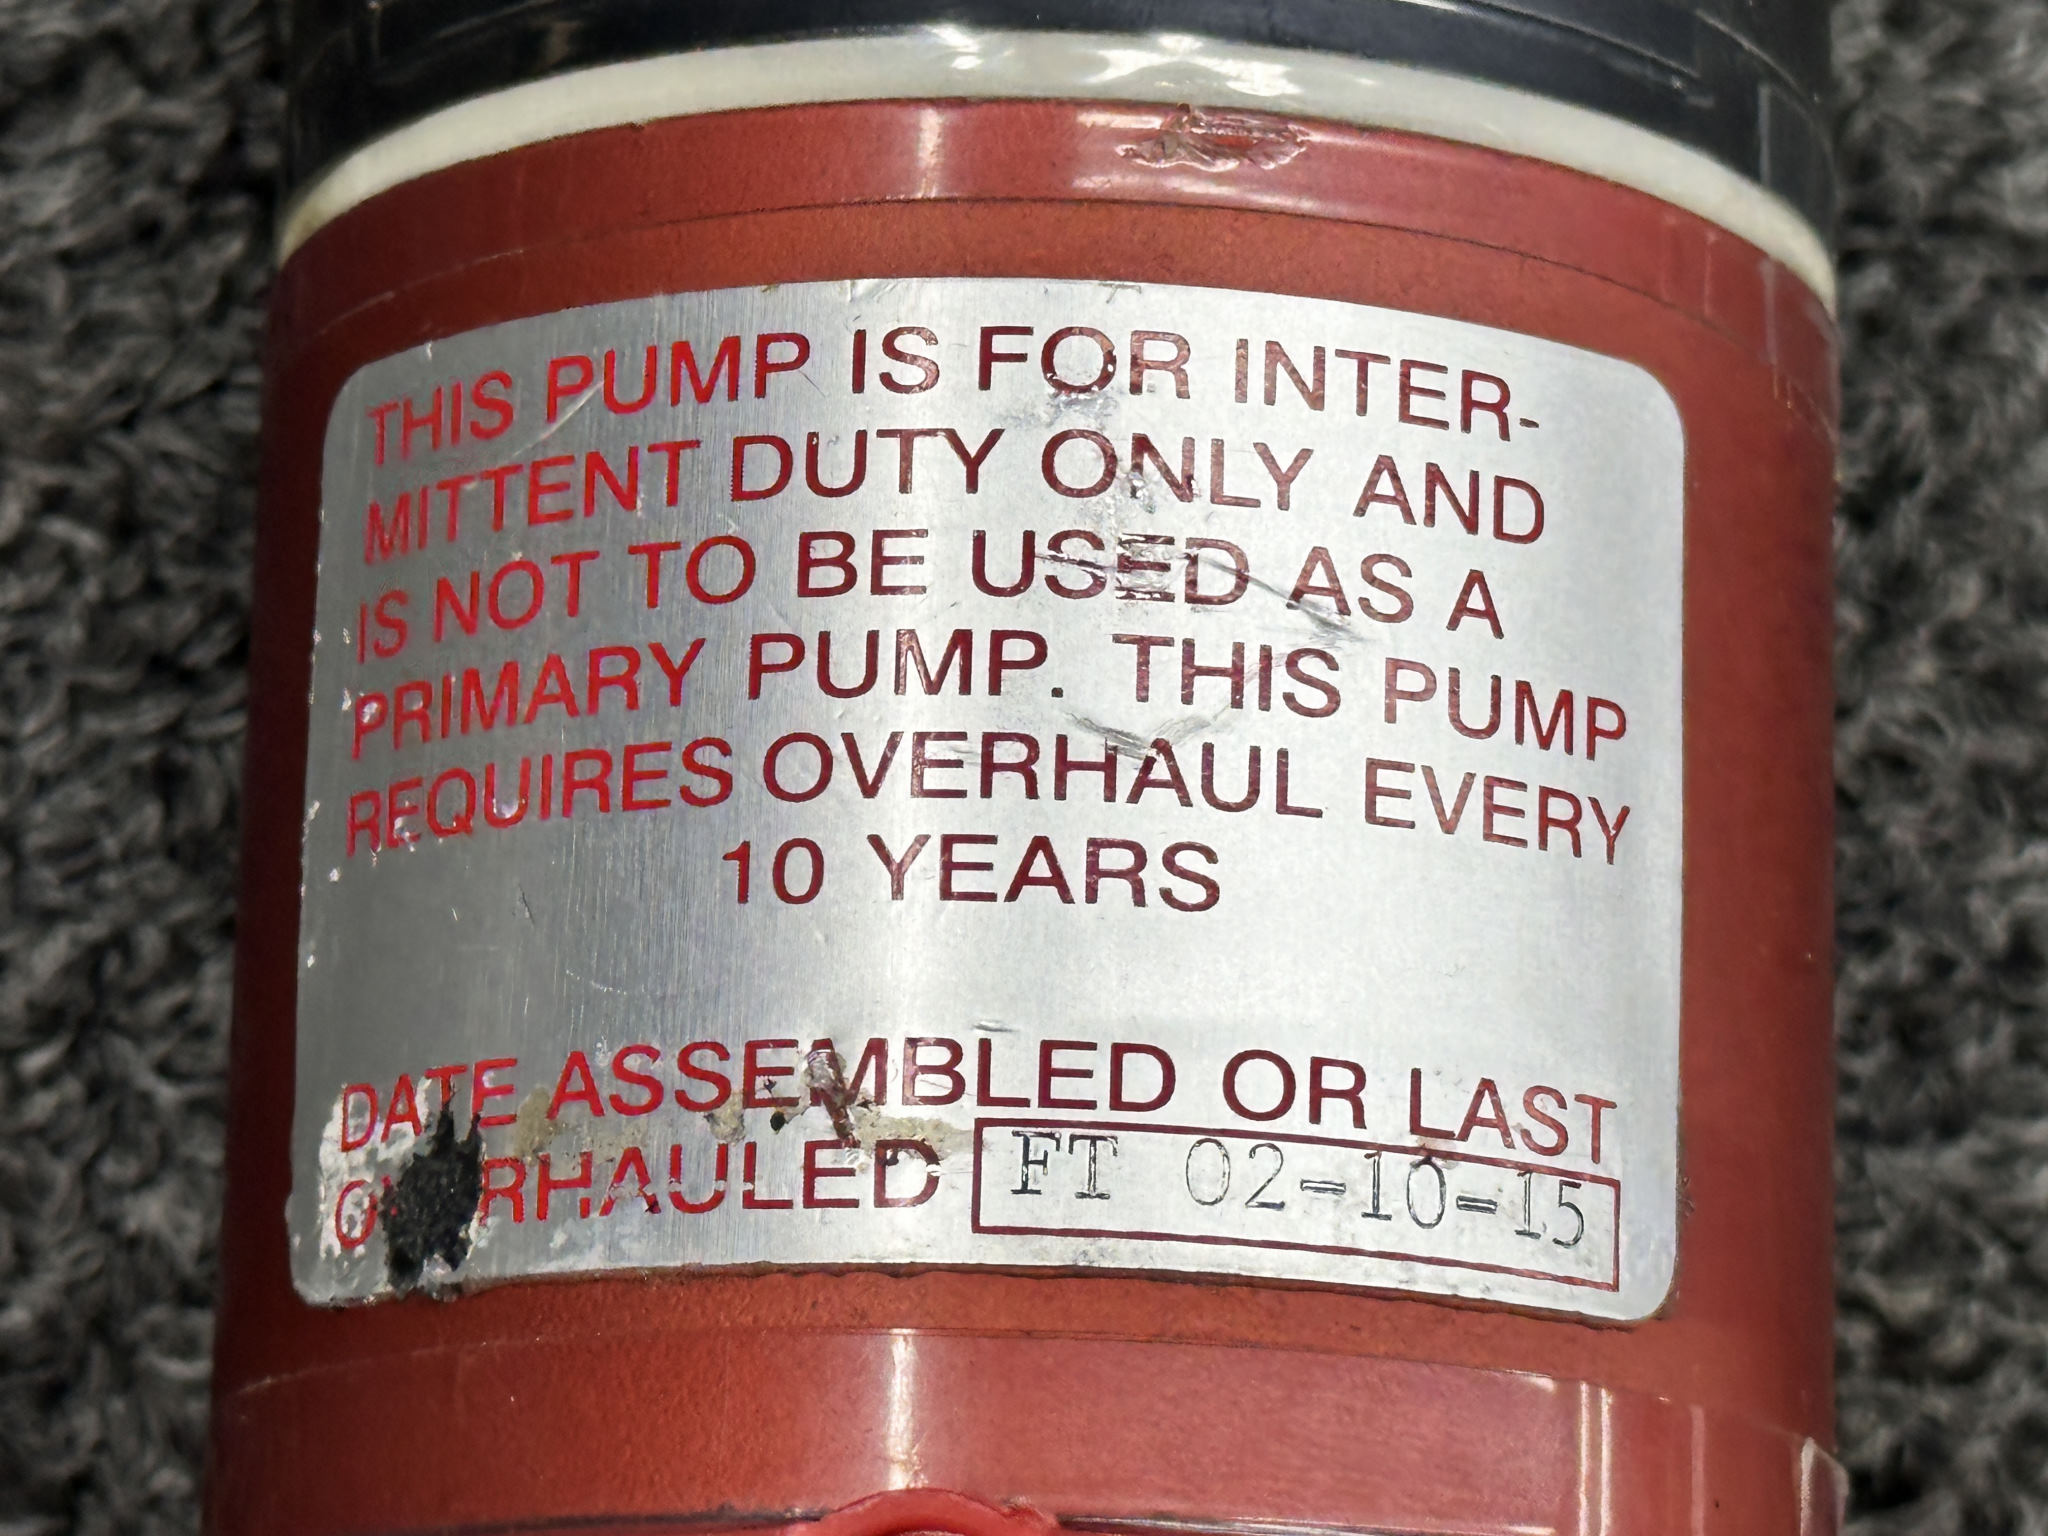 THIS PUMP IS FOR INTER-
MITTENT DUTY ONLY AND
IS NOT TO BE USED AS A
PRIMARY PUMP. THIS PUMP
REQUIRES OVERHAUL EVERY
10 YEARS
DATE ASSEMBLED OR LAST
OVERHAULED FT 02-10-15